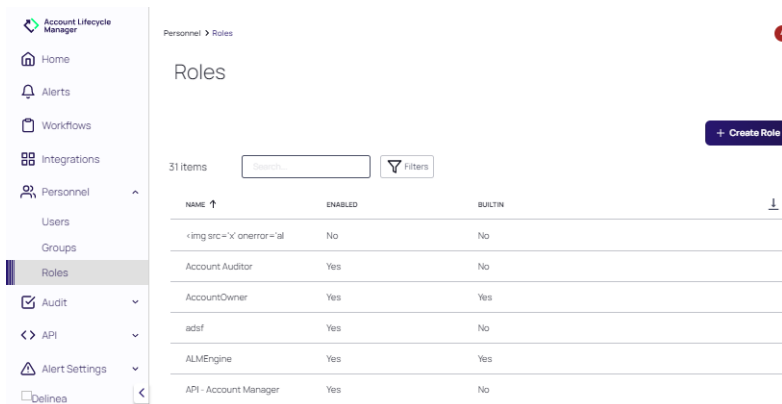 Account Lifecycle
Manager
Home
Alerts
Workflows
Integrations
Personnel
Users
Groups
Roles
Audit
API
Alert Settings
Delinea
Personnel > Roles
Roles
+ Create Role
31 items
Search...
Filters
NAME ENABLED BUILTIN
<img src='x' onerror='al No No
Account Auditor Yes No
AccountOwner Yes Yes
adsf Yes No
ALMEngine Yes Yes
API - Account Manager Yes No